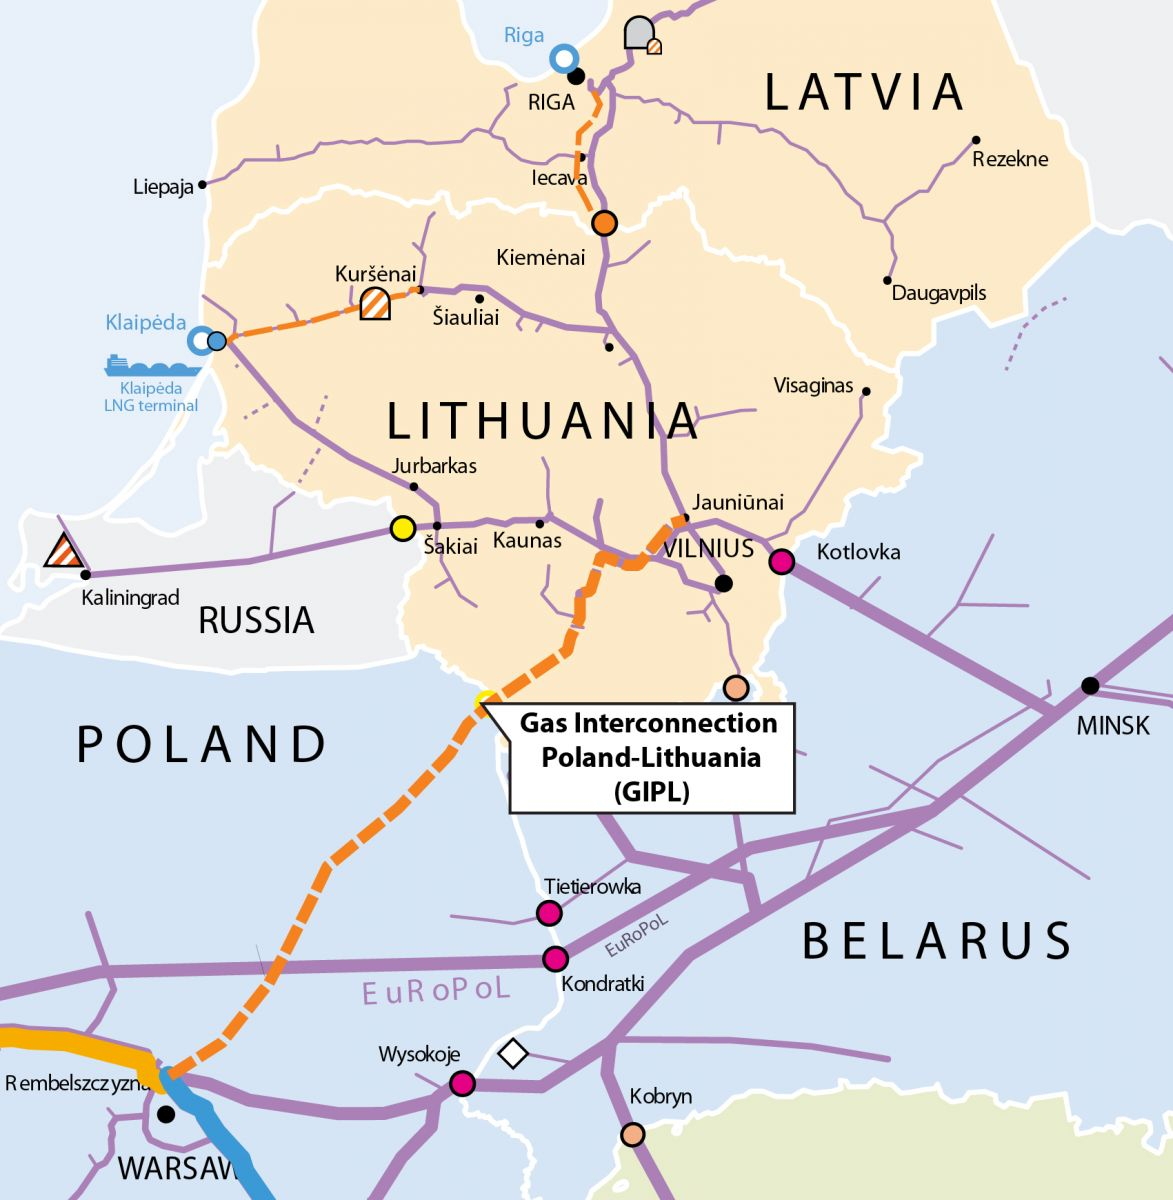 Riga
RIGA
LATVIA
Rezekne
Iecava
Liepaja
Kiemėnai
Kuršėnai
Daugavpils
Šiauliai
Klaipėda
Klaipėda
LNG terminal
Visaginas
LITHUANIA
Jurbarkas
Jauniūnai
Šakiai
Kaunas
VILNIUS
Kotlovka
Kaliningrad
RUSSIA
POLAND
Gas Interconnection
Poland-Lithuania
(GIPL)
MINSK
Tietierowka
EuRoPoL
BELARUS
EuRoPoL
Kondratki
Wysokoje
Rembelszczyzna
Kobryn
WARSAW